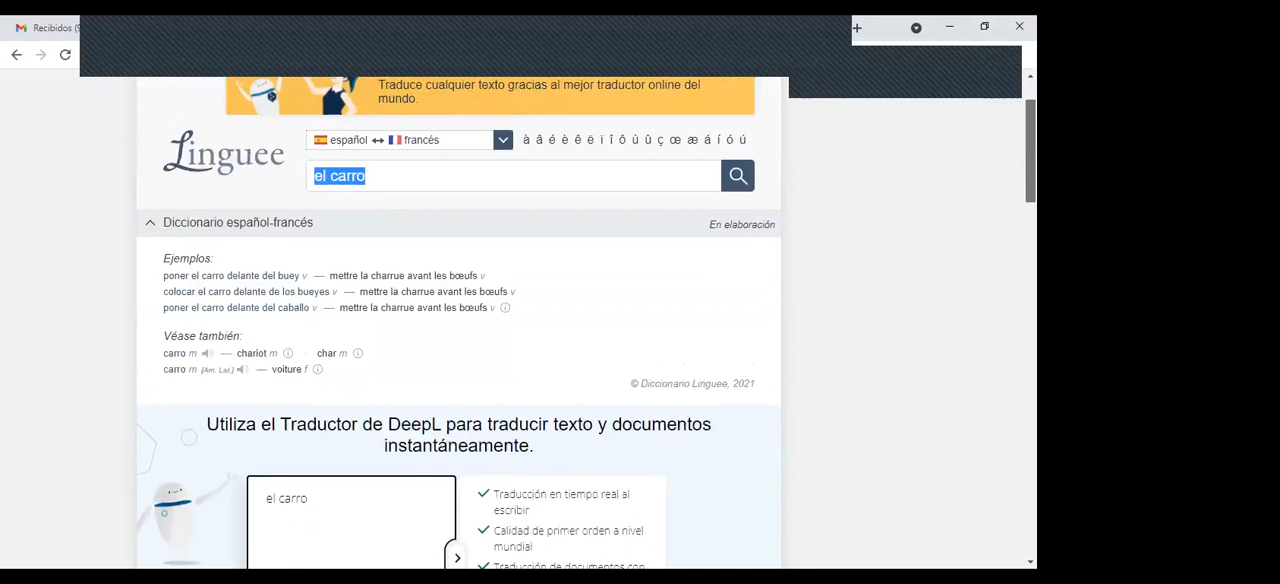 Recibidos (
Traduce cualquier texto gracias al mejor traductor online del
mundo.
Linguee
español ↔ francés
à â é è ê ë ï î ô ù û ç œ æ á í ó ú
el carro
Diccionario español-francés
En elaboración
Ejemplos:
poner el carro delante del buey v — mettre la charrue avant les bœufs v
colocar el carro delante de los bueyes v — mettre la charrue avant les bœufs v
poner el carro delante del caballo v — mettre la charrue avant les bœufs v
Véase también:
carro m — chariot m · char m
carro m [Am. Lat.] — voiture f
© Diccionario Linguee, 2021
Utiliza el Traductor de DeepL para traducir texto y documentos
instantáneamente.
el carro
Traducción en tiempo real al
escribir
Calidad de primer orden a nivel
mundial
Traducción de documentos con